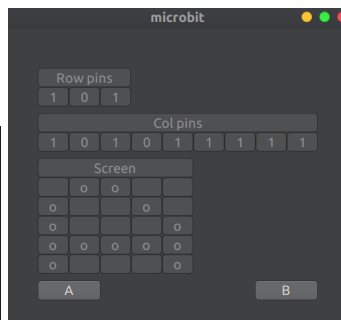 microbit
Row pins
1 0 1
Col pins
1 0 1 0 1 1 1 1 1
Screen
o o
o o
o o
o o o o o
o o
A B